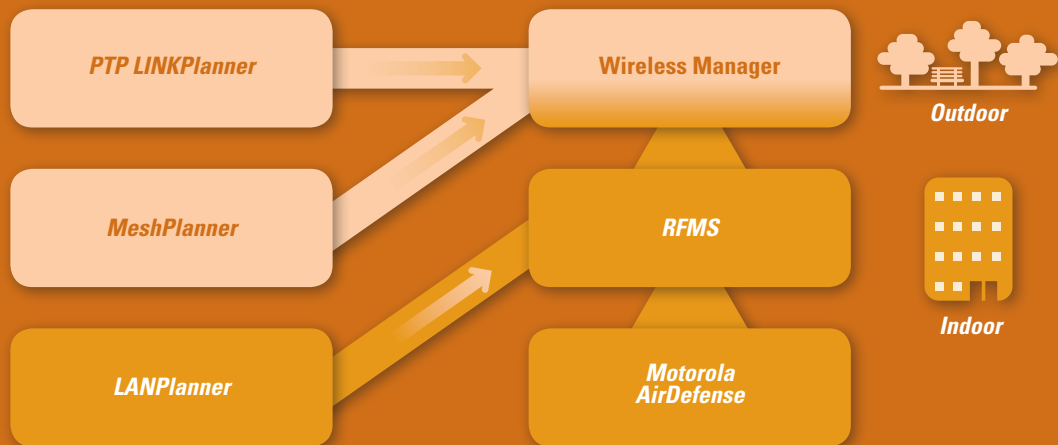 PTP LINKPlanner
Wireless Manager
Outdoor
MeshPlanner
RFMS
Indoor
LANPlanner
Motorola
AirDefense